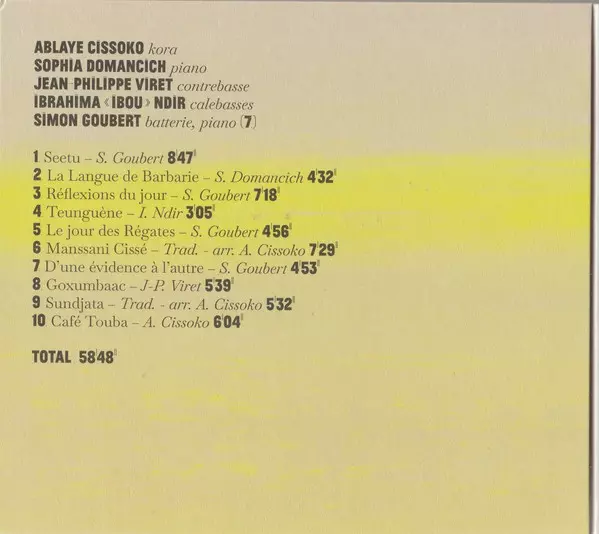 ABLAYE CISSOKO kora
SOPHIA DOMANCICH piano
JEAN-PHILIPPE VIRET contrebasse
IBRAHIMA «IBOU» NDIR calebasses
SIMON GOUBERT batterie, piano (7)
1 Seetu – S. Goubert 8'47"
2 La Langue de Barbarie – S. Domancich 4'32"
3 Réflexions du jour – S. Goubert 7'18"
4 Teunguène – I. Ndir 3'05"
5 Le jour des Régates – S. Goubert 4'56"
6 Manssani Cissé – Trad. - arr. A. Cissoko 7'29"
7 D'une évidence à l'autre – S. Goubert 4'53"
8 Goxumbaac – J-P. Viret 5'39"
9 Sundjata – Trad. - arr. A. Cissoko 5'32"
10 Café Touba – A. Cissoko 6'04"
TOTAL 58'48"